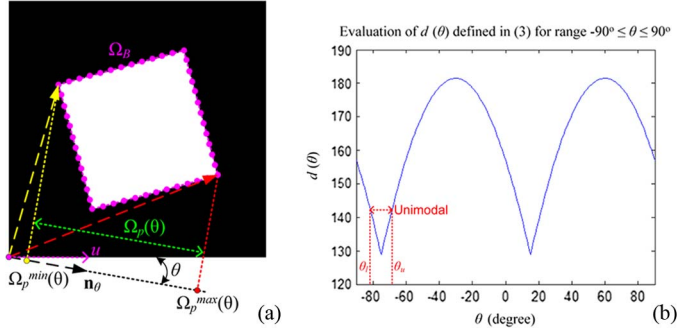 Ω_B
Ω_p(θ)
u
θ
Ω_p^min(θ)
n_θ
Ω_p^max(θ)
(a)
Evaluation of d (θ) defined in (3) for range -90° ≤ θ ≤ 90°
190
180
170
160
150
140
130
120
d (θ)
Unimodal
θ_l
θ_u
-80 -60 -40 -20 0 20 40 60 80
θ (degree)
(b)